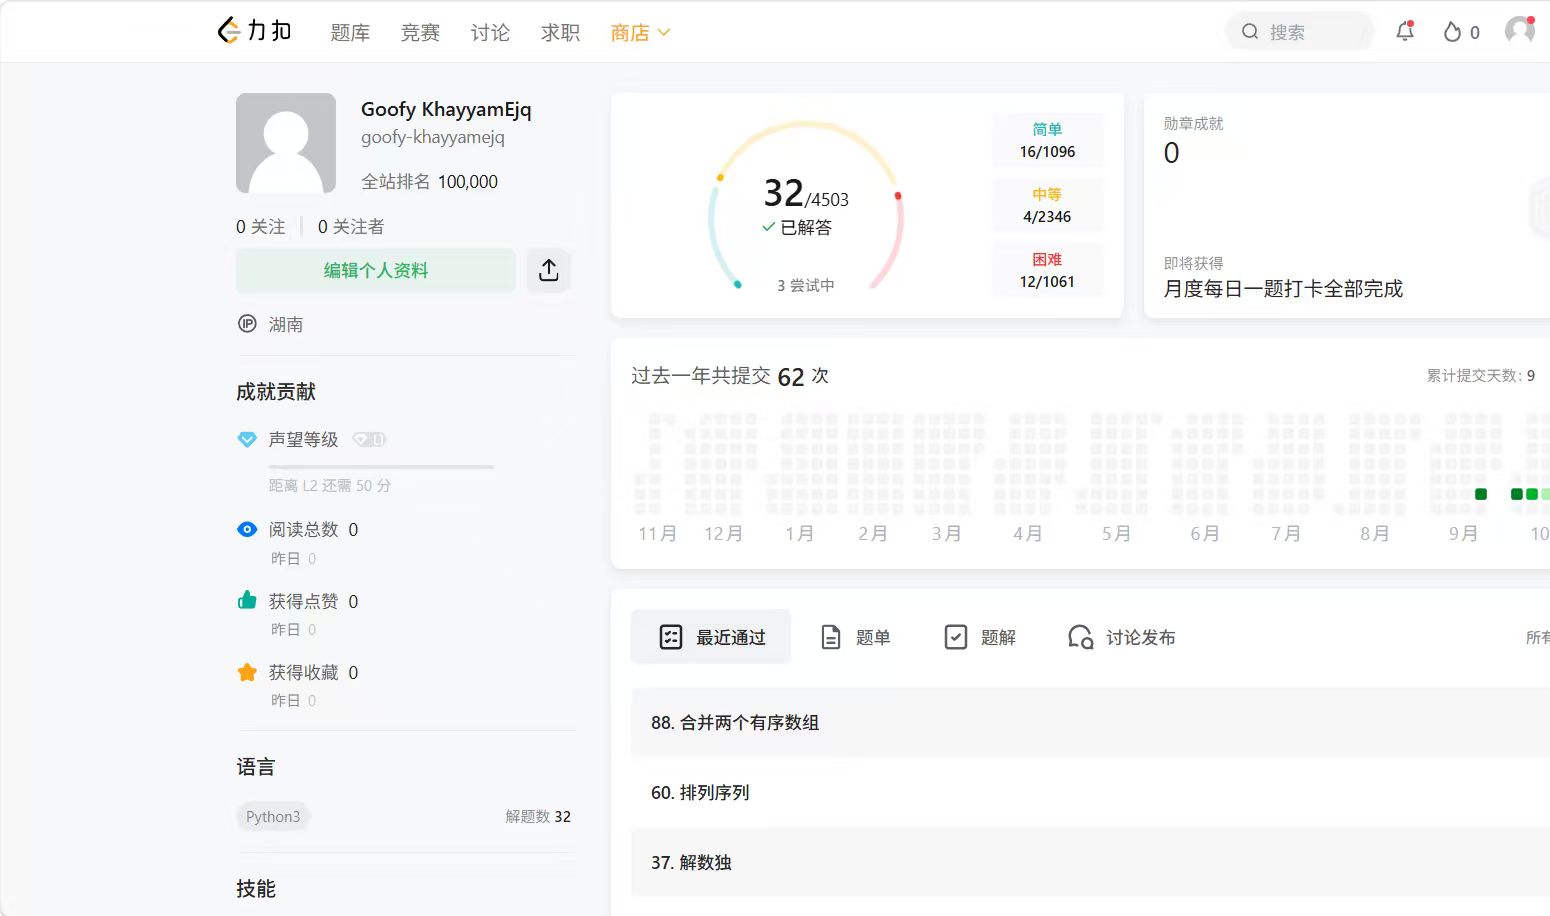 力扣 题库 竞赛 讨论 求职 商店 搜索 0
Goofy KhayyamEjq
goofy-khayyamejq
全站排名 100,000
0 关注 0 关注者
编辑个人资料
IP 湖南
成就贡献
声望等级
距离 L2 还需 50 分
阅读总数 0
昨日 0
获得点赞 0
昨日 0
获得收藏 0
昨日 0
语言
Python3 解题数 32
技能
32/4503
已解答
3 尝试中
简单
16/1096
中等
4/2346
困难
12/1061
勋章成就
0
即将获得
月度每日一题打卡全部完成
过去一年共提交 62 次 累计提交天数: 9
11月 12月 1月 2月 3月 4月 5月 6月 7月 8月 9月 10
最近通过 题单 题解 讨论发布 所有
88. 合并两个有序数组
60. 排列序列
37. 解数独